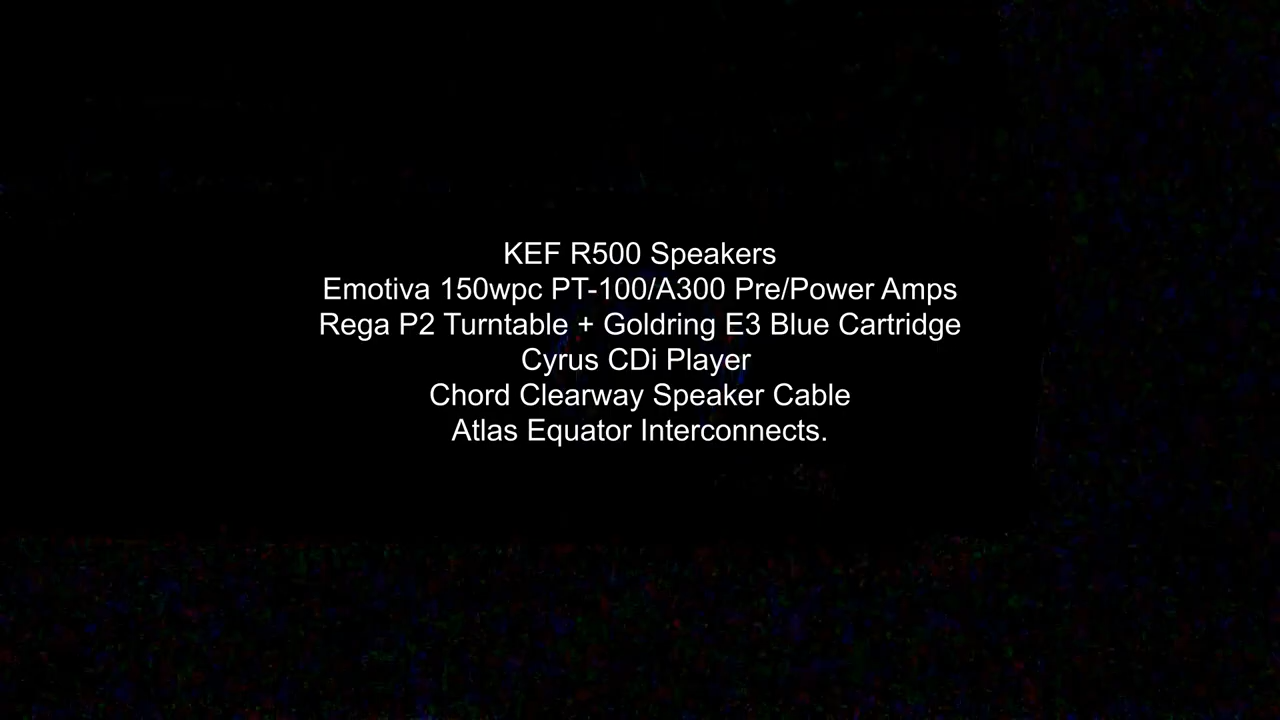 KEF R500 Speakers
Emotiva 150wpc PT-100/A300 Pre/Power Amps
Rega P2 Turntable + Goldring E3 Blue Cartridge
Cyrus CDi Player
Chord Clearway Speaker Cable
Atlas Equator Interconnects.